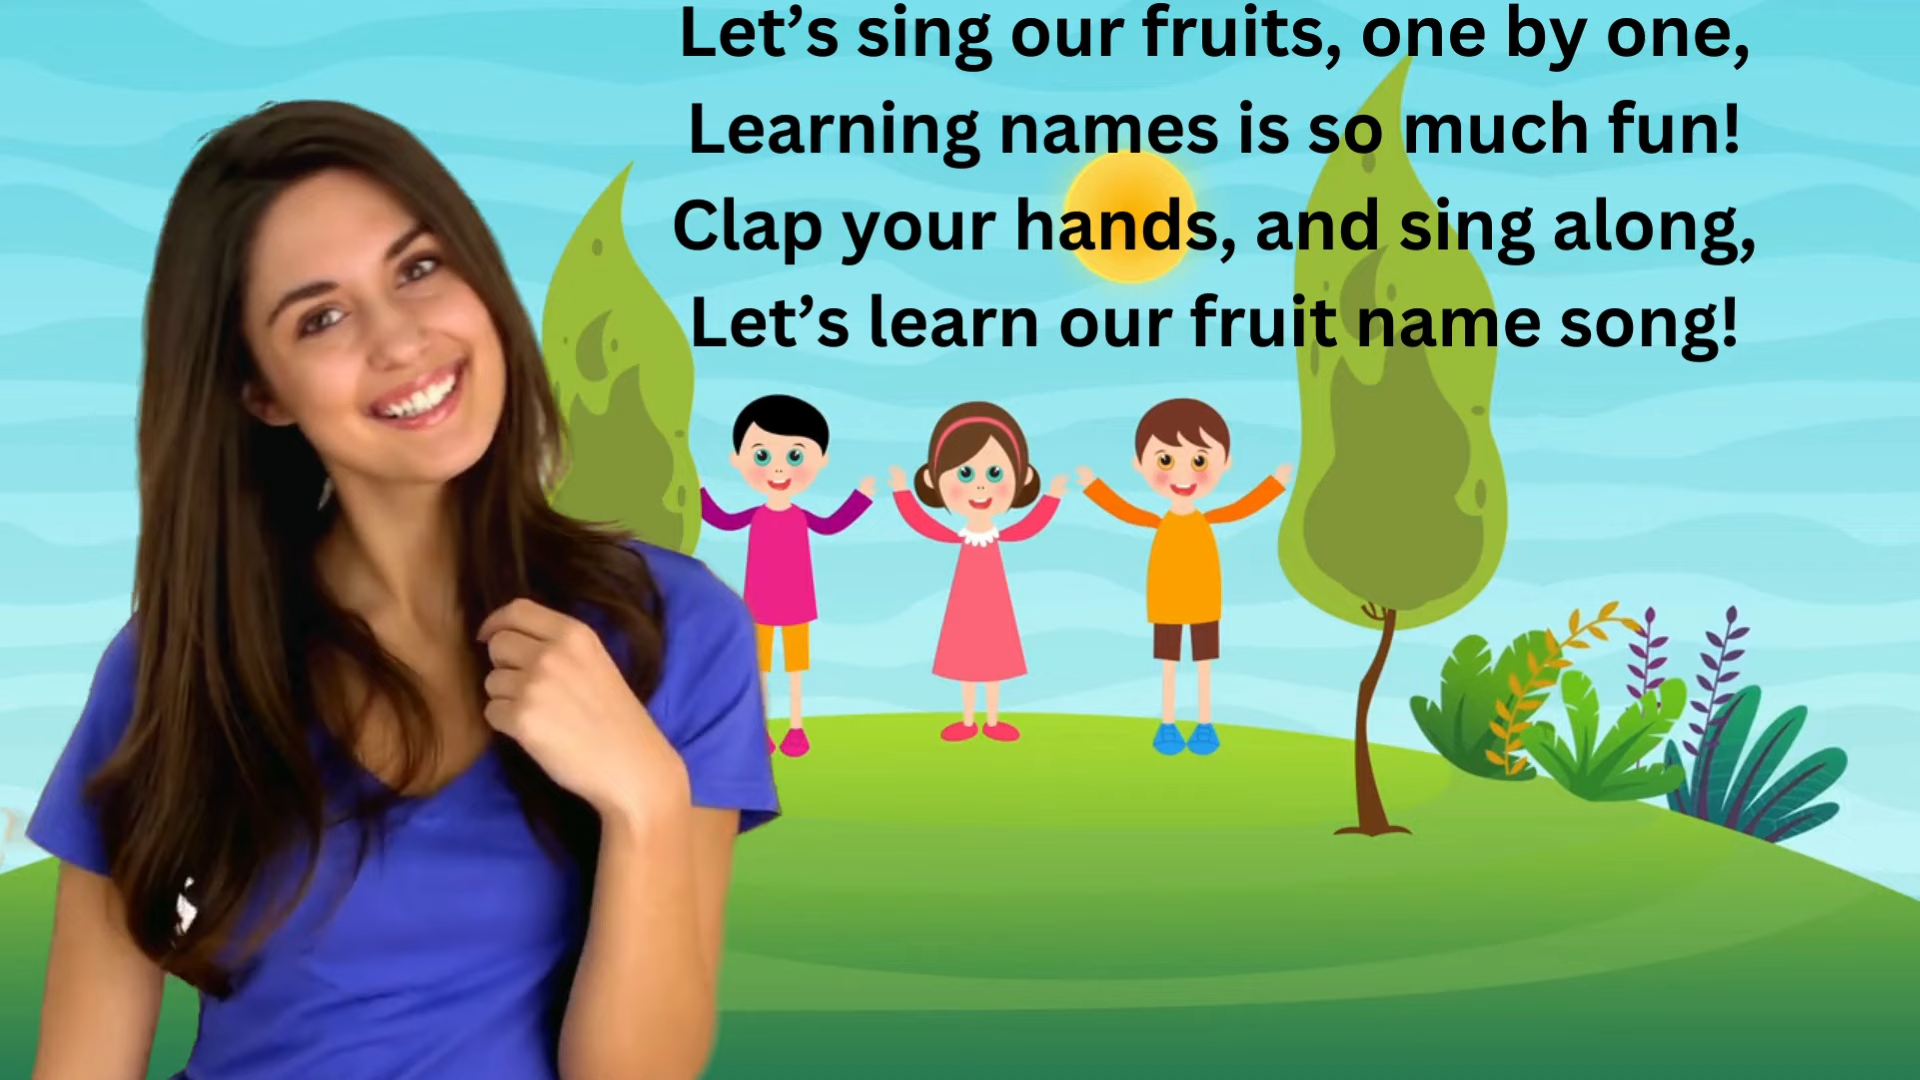 Let’s sing our fruits, one by one,
Learning names is so much fun!
Clap your hands, and sing along,
Let’s learn our fruit name song!